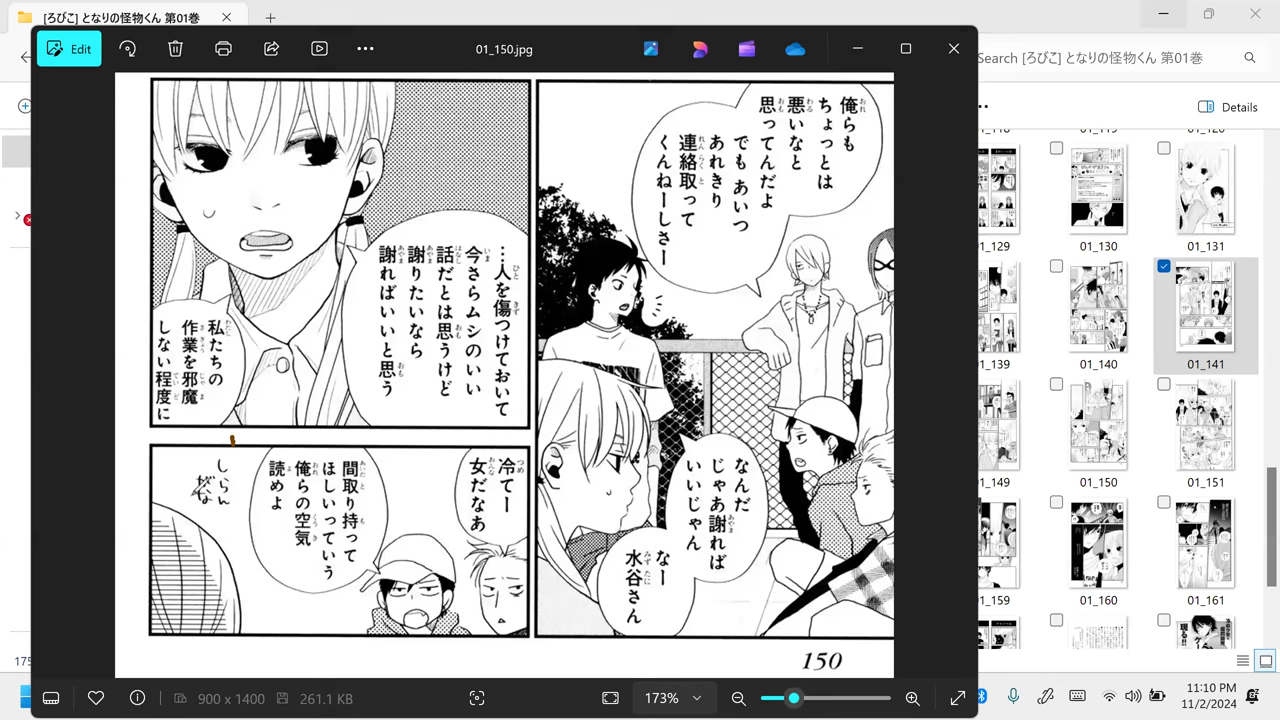 [ろびこ] となりの怪物くん 第01巻
Edit
01_150.jpg
Search [ろびこ] となりの怪物くん 第01巻
Details
俺らも
ちょっとは
悪いなと
思ってんだよ
でも あいつ
あれきり
連絡取って
くんねーしさー
なんだ
じゃあ謝れば
いいじゃん
なー
水谷さん
…人を傷つけておいて
今さらムシのいい
話だとは思うけど
謝りたいなら
謝ればいいと思う
私たちの
作業を邪魔
しない程度に
冷てー
女だなあ
間取り持って
ほしいっていう
俺らの空気
読めよ
しらん
がな
150
01_129
01_130
01_131
01_139
01_140
01_141
01_149
01_150
01_151
01_159
01_160
01_161
175
900 x 1400
261.1 KB
173%
11:10 PM
11/2/2024